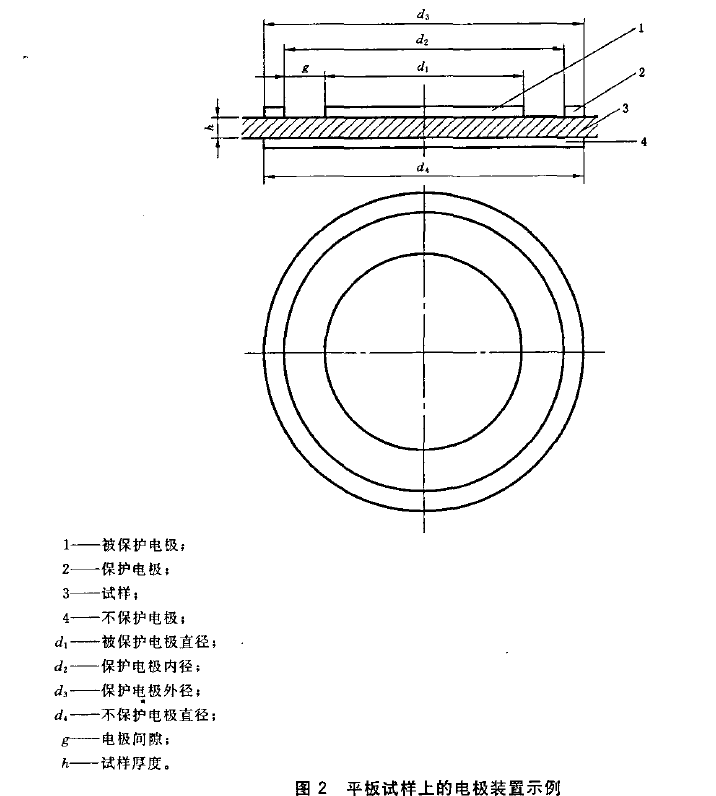 d₃
d₂
1
g
d₁
2
3
h
4
d₄
1——被保护电极;
2——保护电极;
3——试样;
4——不保护电极;
d₁——被保护电极直径;
d₂——保护电极内径;
d₃——保护电极外径;
d₄——不保护电极直径;
g——电极间隙;
h——试样厚度。
图 2 平板试样上的电极装置示例